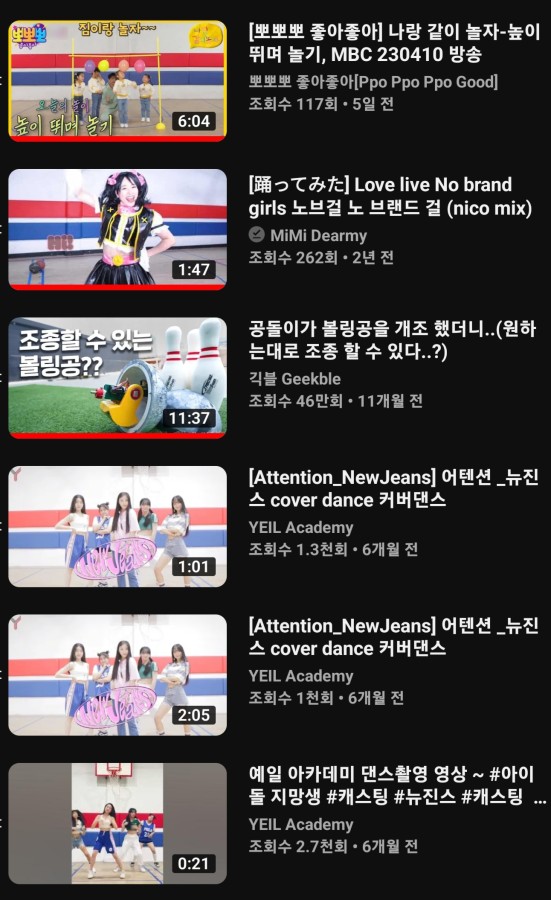 뽀뽀뽀
짐이랑 놀자~~
오늘의 놀이
높이 뛰며 놀기
6:04
[뽀뽀뽀 좋아좋아] 나랑 같이 놀자-높이
뛰며 놀기, MBC 230410 방송
뽀뽀뽀 좋아좋아[Ppo Ppo Ppo Good]
조회수 117회 • 5일 전
1:47
[踊ってみた] Love live No brand
girls 노브걸 노 브랜드 걸 (nico mix)
MiMi Dearmy
조회수 262회 • 2년 전
조종할 수 있는
볼링공??
11:37
공돌이가 볼링공을 개조 했더니..(원하
는대로 조종 할 수 있다..?)
긱블 Geekble
조회수 46만회 • 11개월 전
NewJeans
1:01
[Attention_NewJeans] 어텐션 _뉴진
스 cover dance 커버댄스
YEIL Academy
조회수 1.3천회 • 6개월 전
NewJeans
2:05
[Attention_NewJeans] 어텐션 _뉴진
스 cover dance 커버댄스
YEIL Academy
조회수 1천회 • 6개월 전
0:21
예일 아카데미 댄스촬영 영상 ~ #아이
돌 지망생 #캐스팅 #뉴진스 #캐스팅 ...
YEIL Academy
조회수 2.7천회 • 6개월 전